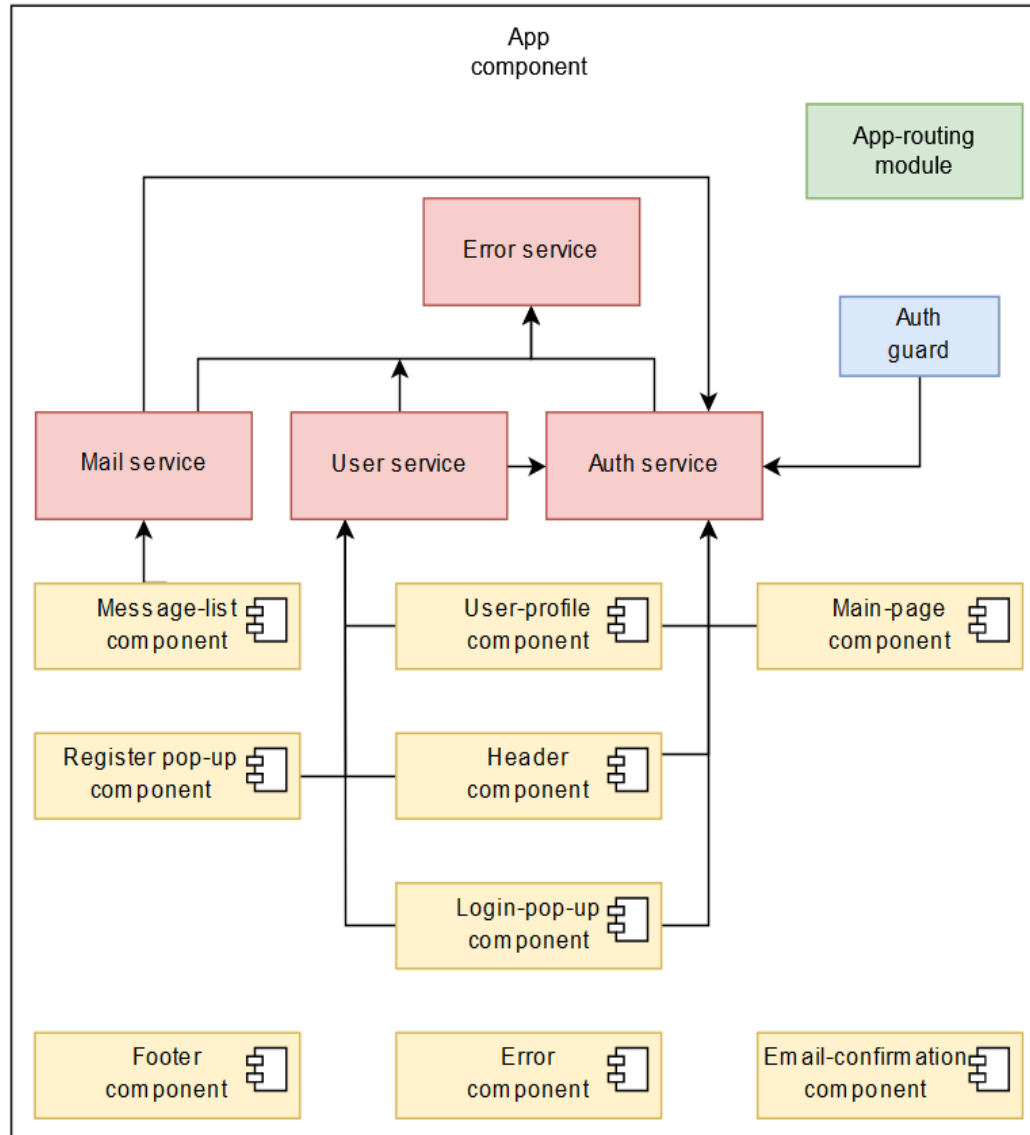 App
component
App-routing
module
Error service
Auth
guard
Mail service
User service
Auth service
Message-list
component
User-profile
component
Main-page
component
Register pop-up
component
Header
component
Login-pop-up
component
Footer
component
Error
component
Email-confirmation
component